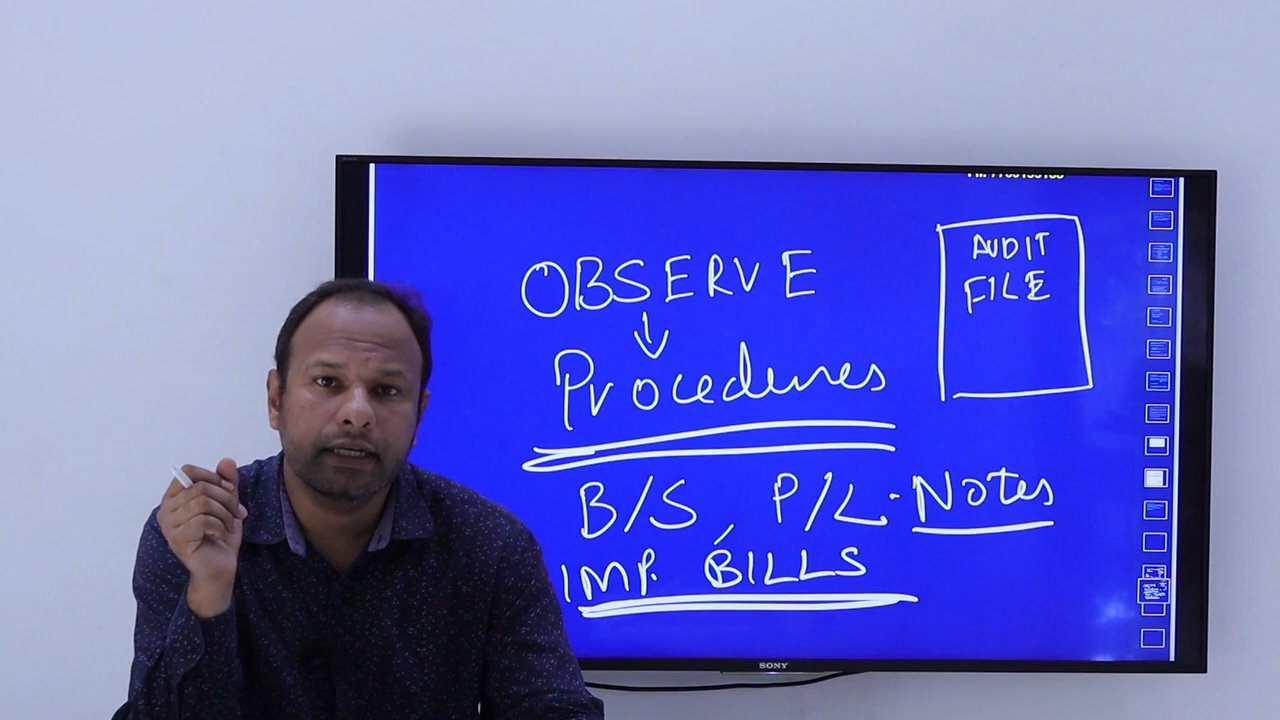 OBSERVE
AUDIT
FILE
Procedures
B/S, P/L. Notes
IMP. BILLS
SONY